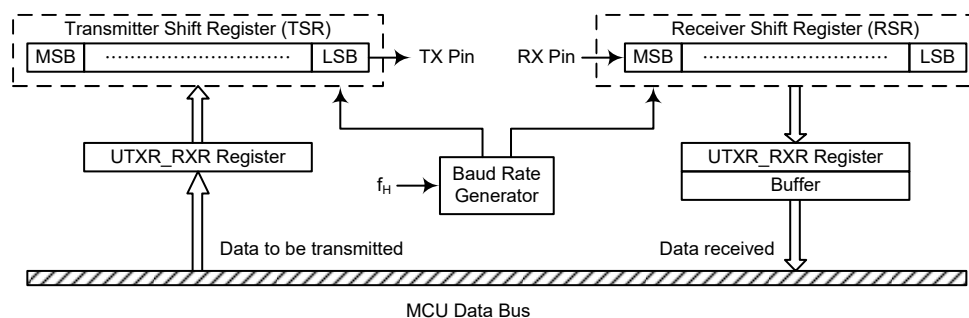 Transmitter Shift Register (TSR)
MSB ................................ LSB
TX Pin
RX Pin
Receiver Shift Register (RSR)
MSB ................................ LSB
UTXR_RXR Register
Baud Rate
Generator
fH
UTXR_RXR Register
Buffer
Data to be transmitted
Data received
MCU Data Bus